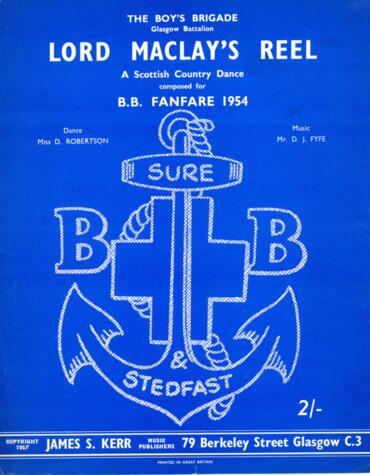 THE BOY'S BRIGADE
Glasgow Battalion
LORD MACLAY'S REEL
A Scottish Country Dance
composed for
B.B. FANFARE 1954
Dance
Miss D. ROBERTSON
Music
Mr. D. J. FYFE
SURE
B B
&
STEDFAST
2/-
COPYRIGHT
1957
JAMES S. KERR
MUSIC
PUBLISHERS
79 Berkeley Street Glasgow C.3
PRINTED IN GREAT BRITAIN